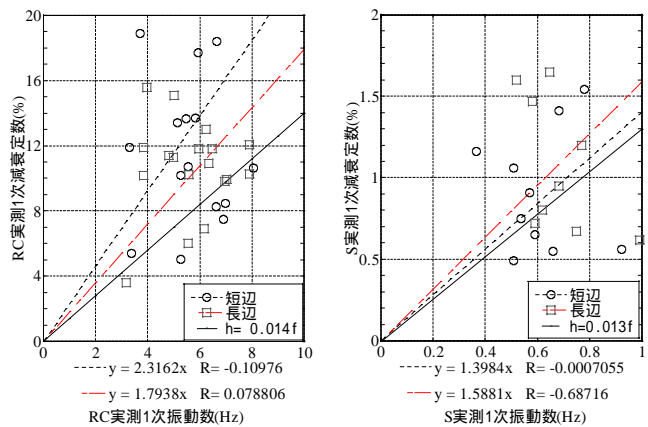 20
16
12
8
4
0
0
2
4
6
8
10
RC実測1次減衰定数(%)
短辺
長辺
h= 0.014f
y = 2.3162x R= -0.10976
y = 1.7938x R= 0.078806
RC実測1次振動数(Hz)
2
1.5
1
0.5
0
0
0.2
0.4
0.6
0.8
1
S実測1次減衰定数(%)
短辺
長辺
h=0.013f
y = 1.3984x R= -0.0007055
y = 1.5881x R= -0.68716
S実測1次振動数(Hz)